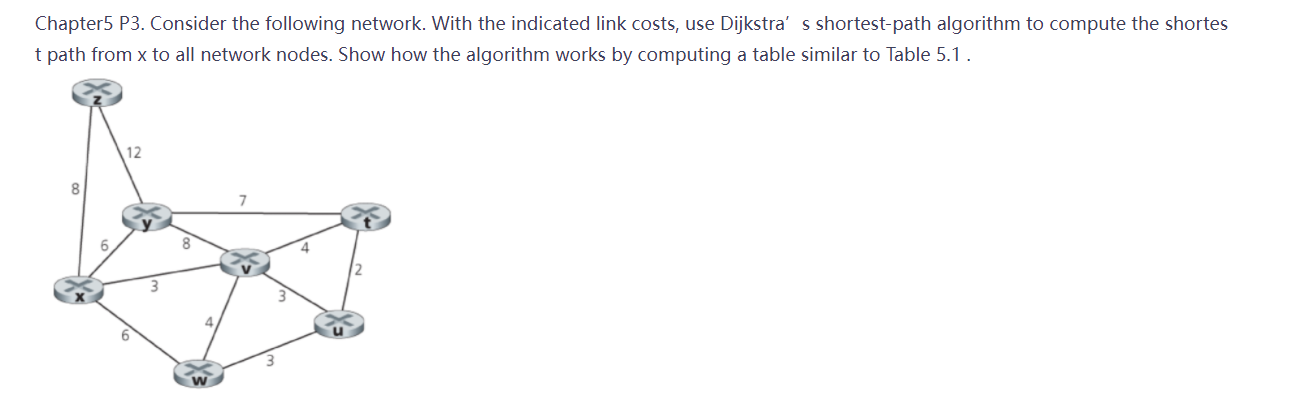 Chapter5 P3. Consider the following network. With the indicated link costs, use Dijkstra’ s shortest-path algorithm to compute the shortes
t path from x to all network nodes. Show how the algorithm works by computing a table similar to Table 5.1 .
z
12
8
7
y
t
6
8
4
v
2
x
3
3
4
6
u
3
w